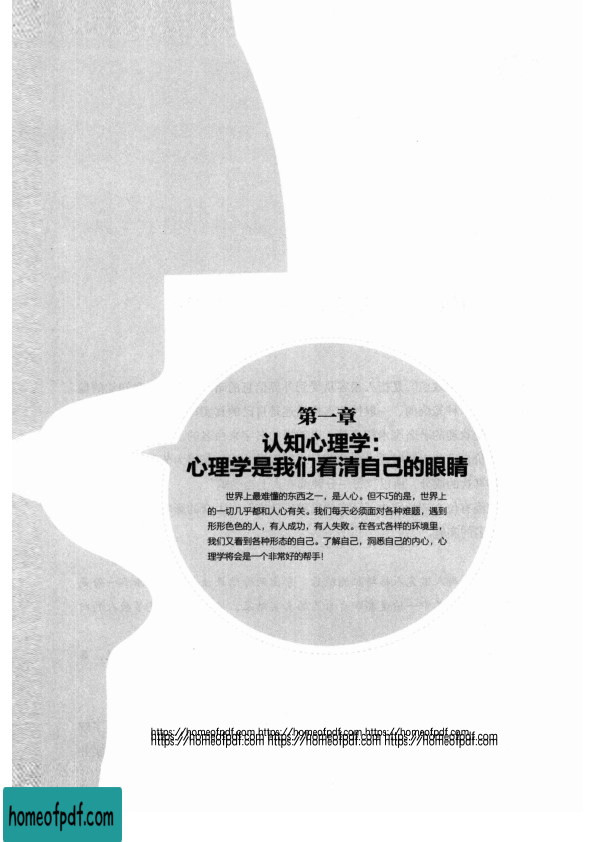 第一章
认知心理学：
心理学是我们看清自己的眼睛
世界上最难懂的东西之一，是人心。但不巧的是，世界上
的一切几乎都和人心有关。我们每天必须面对各种难题，遇到
形形色色的人，有人成功，有人失败。在各式各样的环境里，
我们又看到各种形态的自己。了解自己，洞悉自己的内心，心
理学将会是一个非常好的帮手！
https://homeofpdf.com https://homeofpdf.com https://homeofpdf.com
https://homeofpdf.com https://homeofpdf.com https://homeofpdf.com
homeofpdf.com